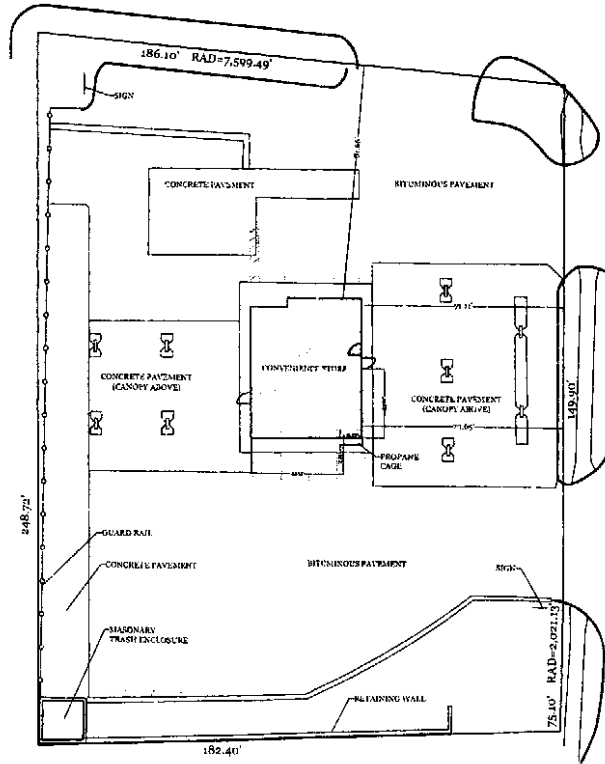 186.10' RAD=7,599.49'
SIGN
CONCRETE PAVEMENT
BITUMINOUS PAVEMENT
CONVENIENT STORE
CONCRETE PAVEMENT
(CANOPY ABOVE)
CONCRETE PAVEMENT
(CANOPY ABOVE)
149.90'
PROPANE
CAGE
248.72'
GUARD RAIL
CONCRETE PAVEMENT
BITUMINOUS PAVEMENT
SIGN
MASONARY
TRASH ENCLOSURE
RETAINING WALL
75.10' RAD=2,021.13'
182.40'